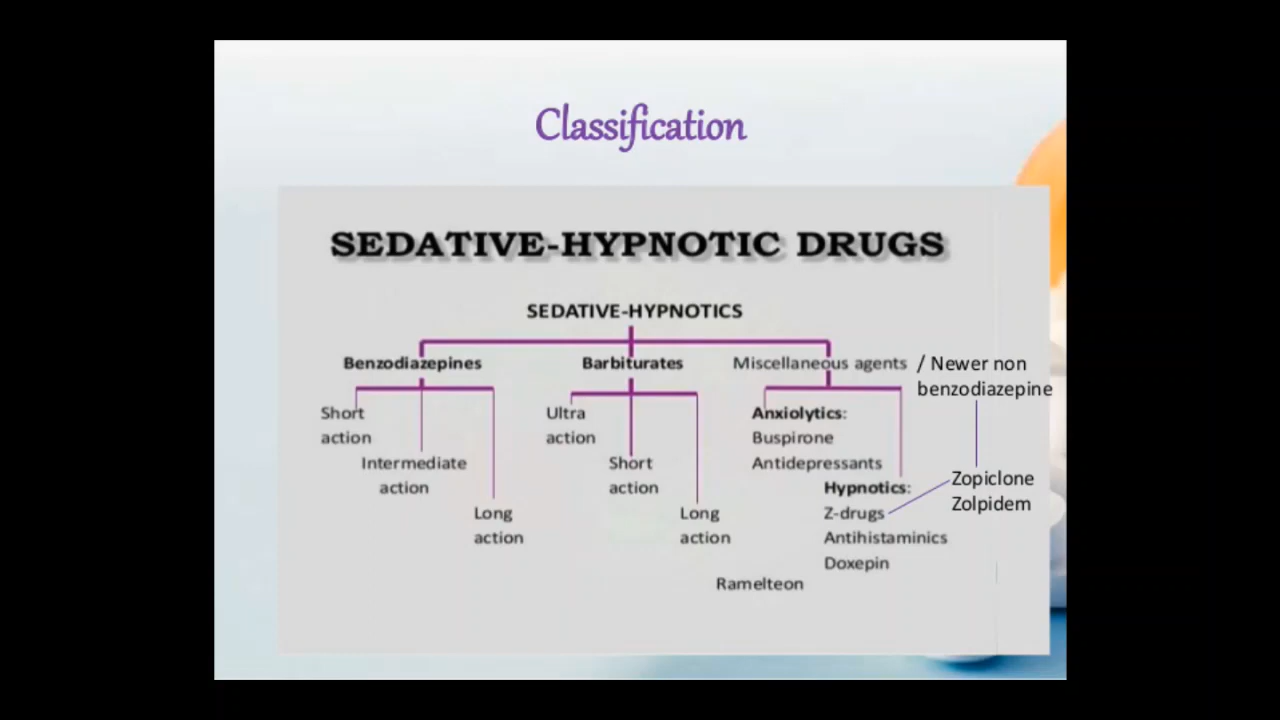 Classification
SEDATIVE-HYPNOTIC DRUGS
SEDATIVE-HYPNOTICS
Benzodiazepines
Short
action
Intermediate
action
Long
action
Barbiturates
Ultra
action
Short
action
Long
action
Miscellaneous agents / Newer non
benzodiazepine
Anxiolytics:
Buspirone
Antidepressants
Hypnotics:
Z-drugs
Antihistaminics
Doxepin
Zopiclone
Zolpidem
Ramelteon